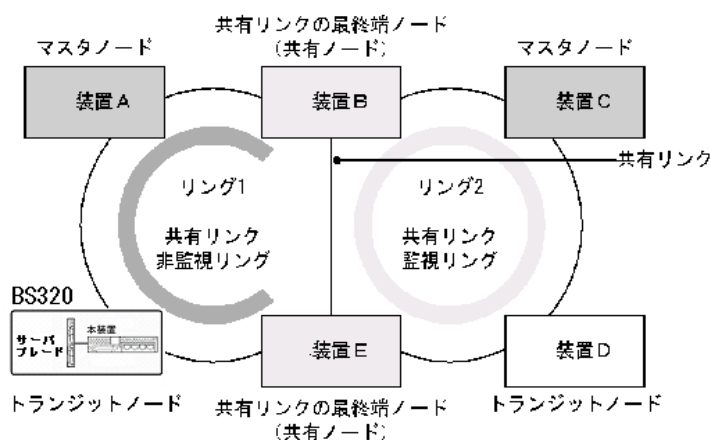 共有リンクの最終端ノード
(共有ノード)
マスタノード
マスタノード
装置A
装置B
装置C
共有リンク
リング1
リング2
共有リンク
非監視リング
共有リンク
監視リング
BS320
サーバ
ブレード
本装置
装置E
装置D
トランジットノード
共有リンクの最終端ノード
(共有ノード)
トランジットノード